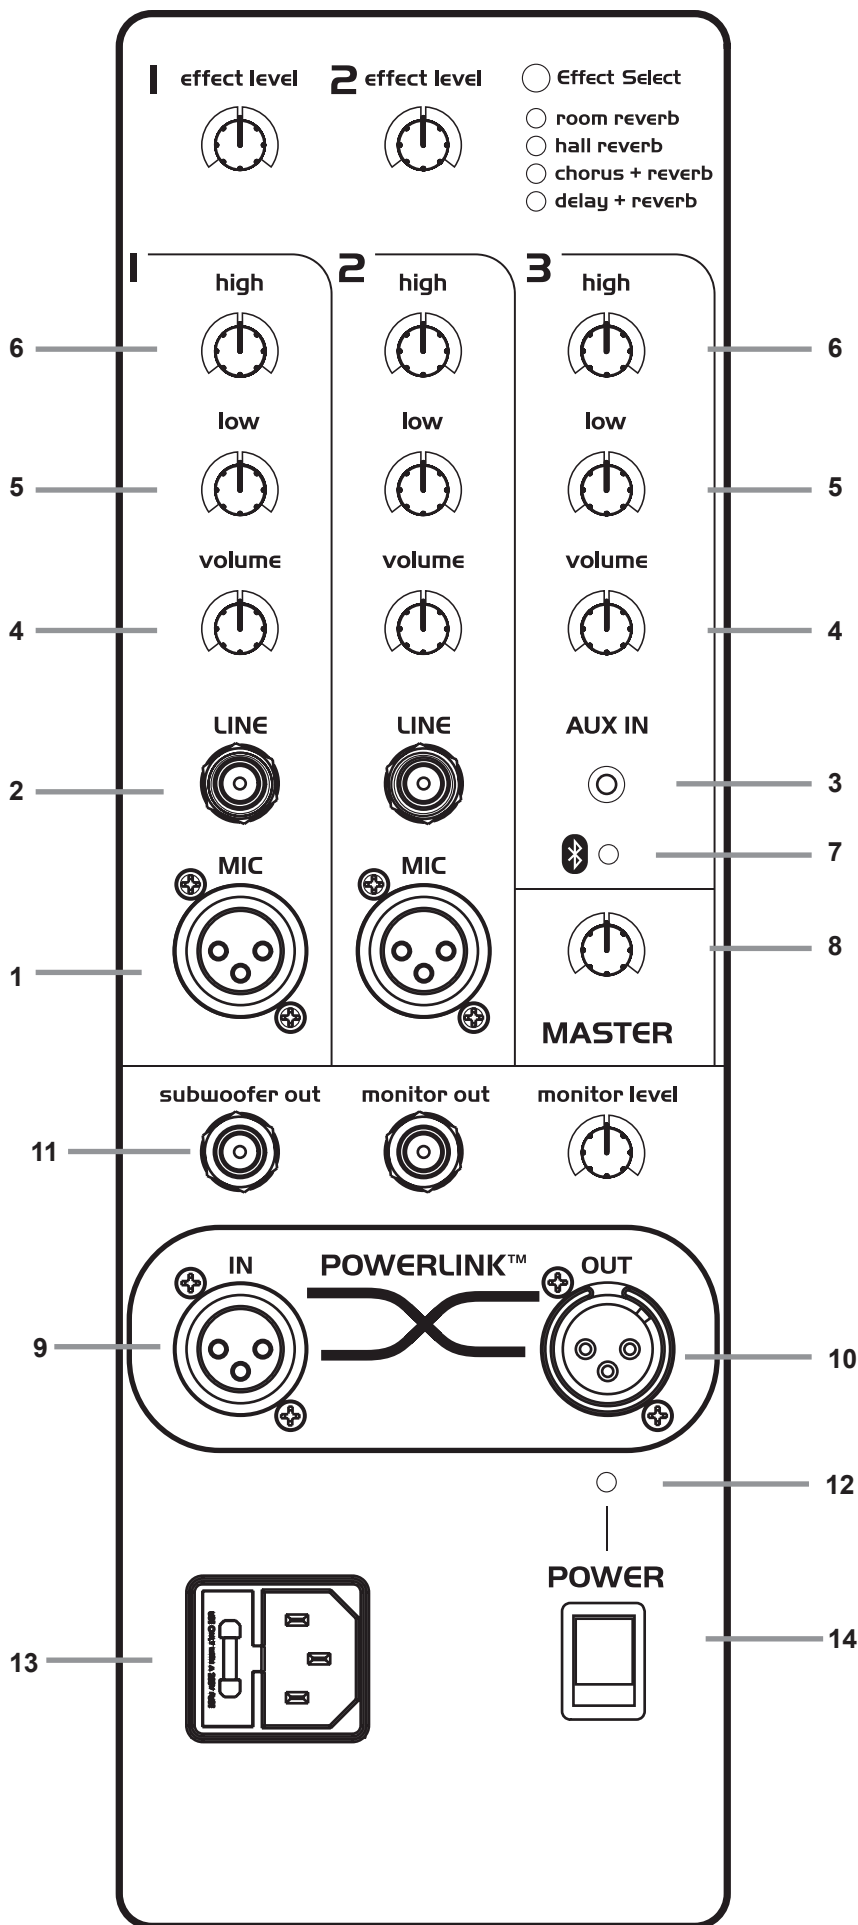 1 effect level 2 effect level Effect Select
room reverb
hall reverb
chorus + reverb
delay + reverb
1 2 3
high high high
6 6
low low low
5 5
volume volume volume
4 4
LINE LINE AUX IN
2 3
7
MIC MIC
8
1
MASTER
subwoofer out monitor out monitor level
11
IN POWERLINK™ OUT
9 10
12
POWER
14
13